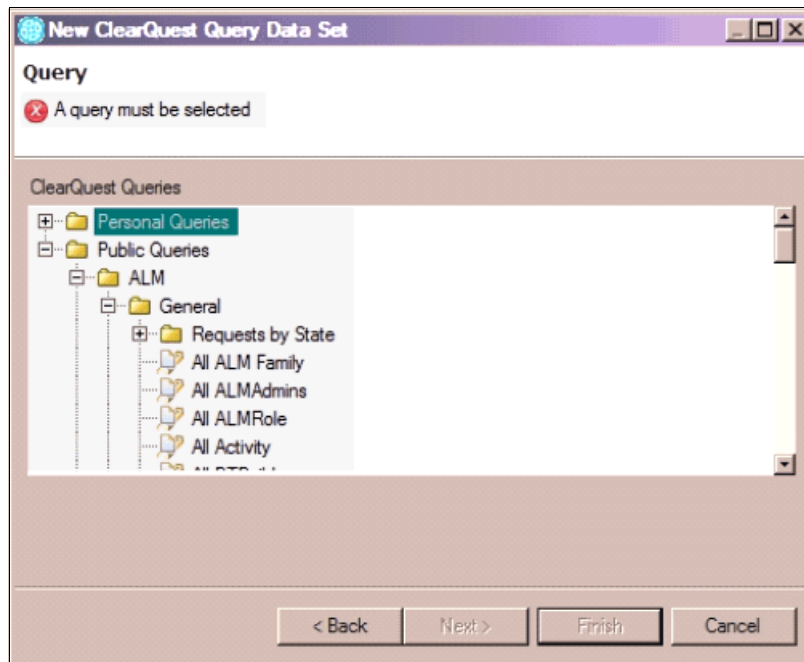 New ClearQuest Query Data Set
Query
A query must be selected
ClearQuest Queries
Personal Queries
Public Queries
ALM
General
Requests by State
All ALM Family
All ALMAdmins
All ALMRole
All Activity
< Back
Next >
Finish
Cancel